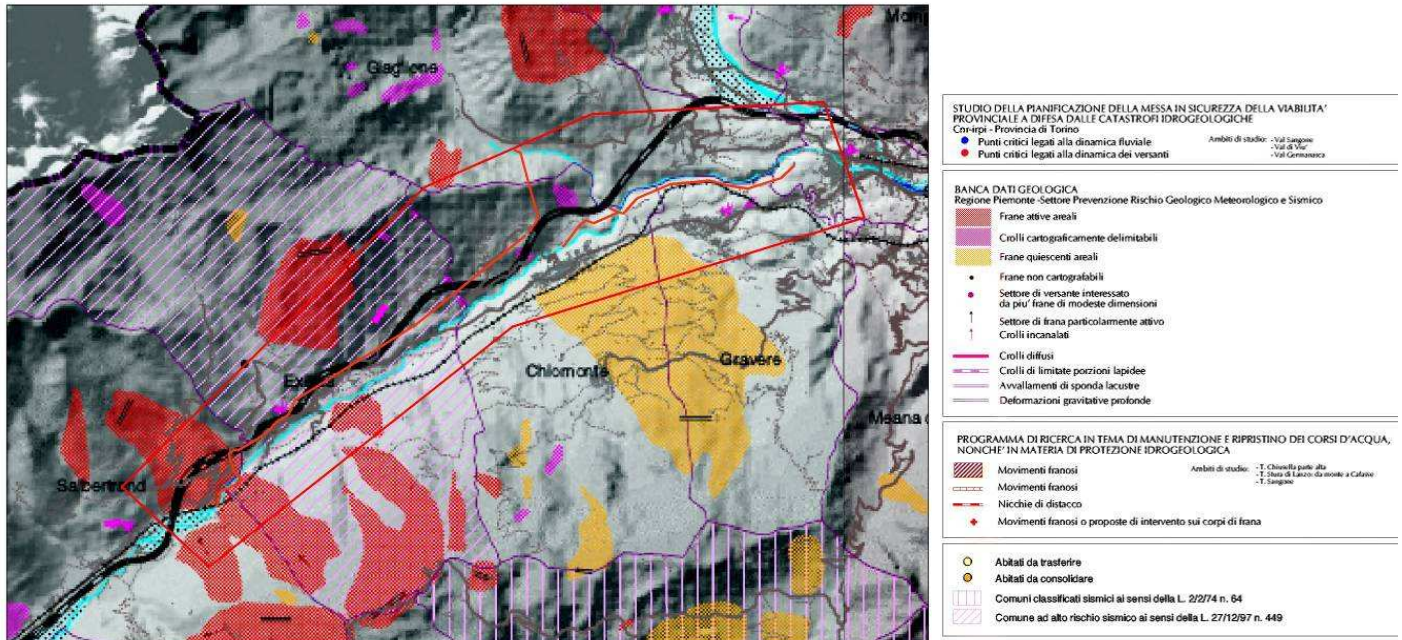 Giaglione
Chiomonte
Gravere
Salbertrand
STUDIO DELLA PIANIFICAZIONE DELLA MESSA IN SICUREZZA DELLA VIABILITA'
PROVINCIALE A DIFESA DALLE CATASTROFI IDROGEOLOGICHE
Provincia di Torino
Ambiti di studio: - Val Sangone
- Val di Viu'
- Val Germanasca
Punti critici legati alla dinamica fluviale
Punti critici legati alla dinamica dei versanti
BANCA DATI GEOLOGICA
Regione Piemonte -Settore Prevenzione Rischio Geologico Meteorologico e Sismico
Frane attive areali
Crolli cartograficamente delimitabili
Frane quiescenti areali
Frane non cartografabili
Settore di versante interessato
da piu' frane di modeste dimensioni
Settore di frana particolarmente attivo
Crolli incanalati
Crolli diffusi
Crolli di limitate porzioni lapidee
Avvallamenti di sponda lacustre
Deformazioni gravitative profonde
PROGRAMMA DI RICERCA IN TEMA DI MANUTENZIONE E RIPRISTINO DEI CORSI D'ACQUA,
NONCHE' IN MATERIA DI PROTEZIONE IDROGEOLOGICA
Movimenti franosi
Ambiti di studio: - T. Chiusella parte alta
- T. Stura di Lanzo: da monte a Cafasse
- T. Sangone
Movimenti franosi
Nicchie di distacco
Movimenti franosi o proposte di intervento sui corpi di frana
Abitati da trasferire
Abitati da consolidare
Comuni classificati sismici ai sensi della L. 2/2/74 n. 64
Comune ad alto rischio sismico ai sensi della L. 27/12/97 n. 449